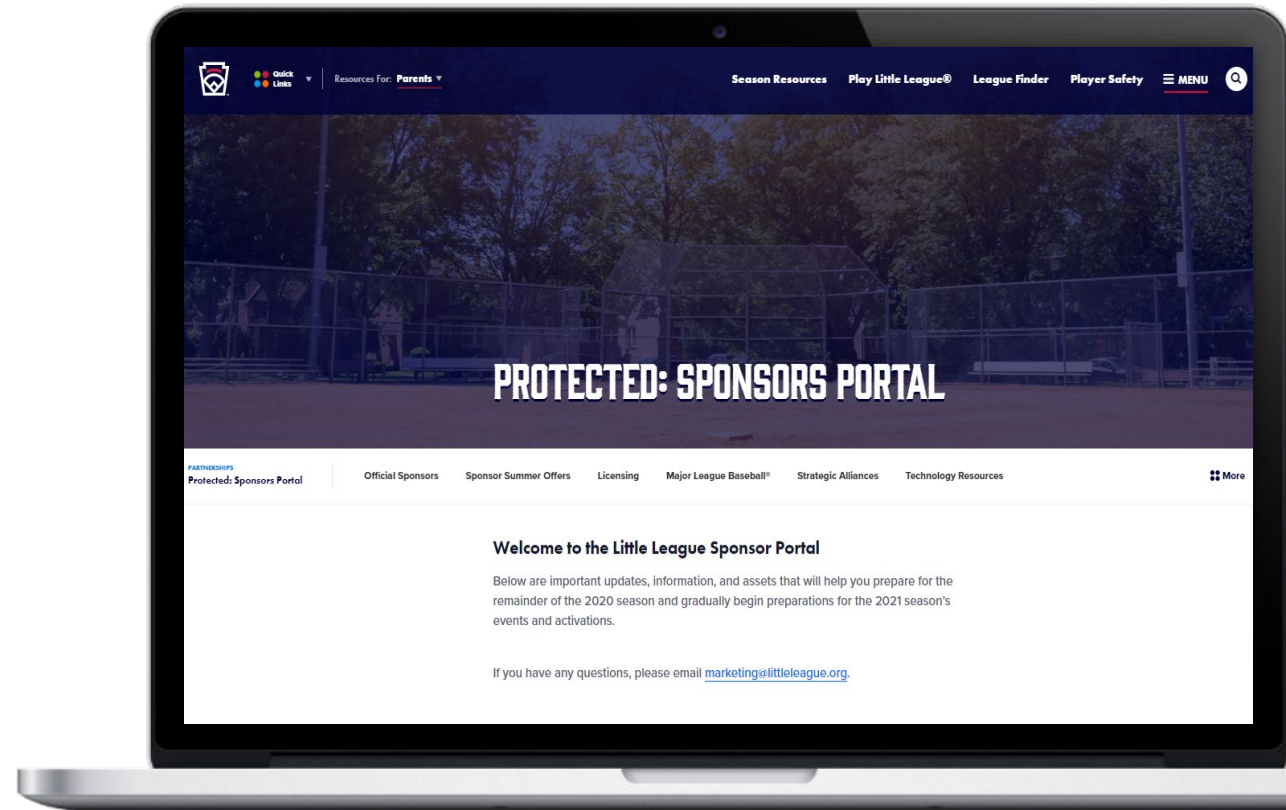 Quick
Links
Resources For: Parents
Season Resources
Play Little League®
League Finder
Player Safety
MENU
PROTECTED: SPONSORS PORTAL
PARTNERSHIPS
Protected: Sponsors Portal
Official Sponsors
Sponsor Summer Offers
Licensing
Major League Baseball®
Strategic Alliances
Technology Resources
More
Welcome to the Little League Sponsor Portal
Below are important updates, information, and assets that will help you prepare for the
remainder of the 2020 season and gradually begin preparations for the 2021 season's
events and activations.
If you have any questions, please email marketing@littleleague.org.